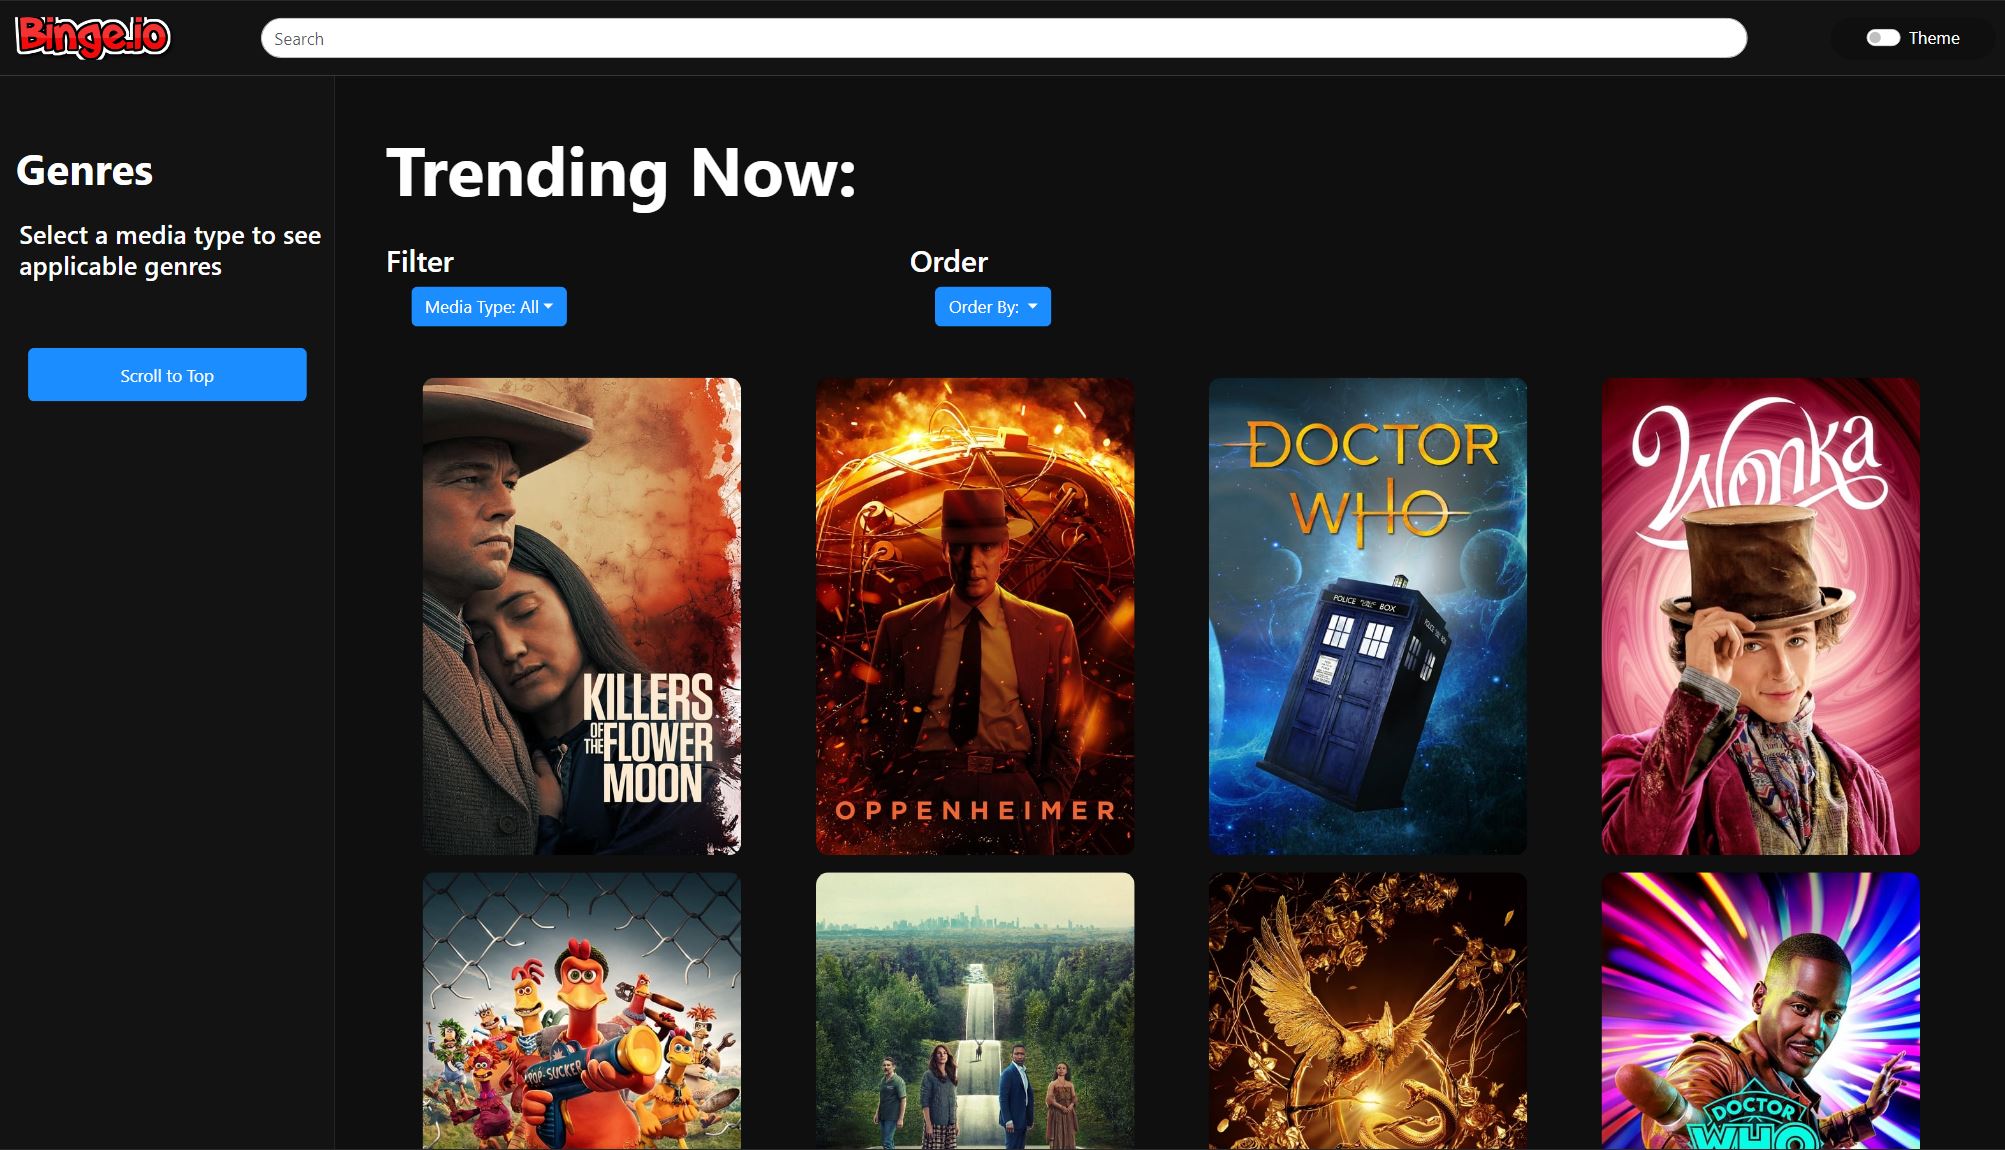 Binge.io
Search
Theme
Genres
Select a media type to see
applicable genres
Scroll to Top
Trending Now:
Filter
Order
Media Type: All
Order By:
KILLERS
OF
THE FLOWER
MOON
OPPENHEIMER
DOCTOR
WHO
POLICE PUBLIC CALL BOX
Wonka
POP-SUCKER
DOCTOR
WHO